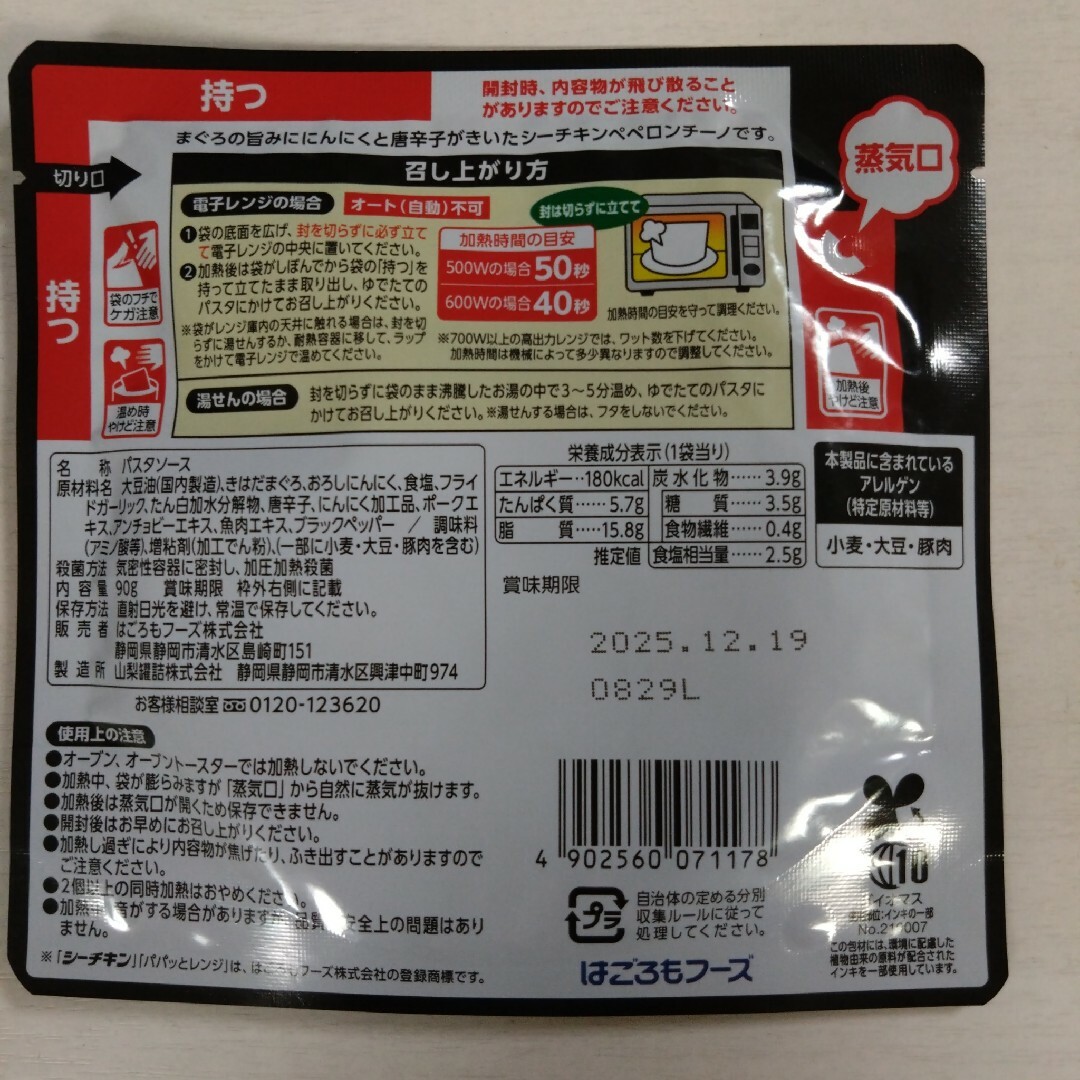 持つ
開封時、内容物が飛び散ること
がありますのでご注意ください。
まぐろの旨みににんにくと唐辛子がきいたシーチキンペペロンチーノです。
蒸気口
切り口
召し上がり方
電子レンジの場合
オート(自動)不可
封は切らずに立てて
❶袋の底面を広げ、封を切らずに必ず立て
て電子レンジの中央に置いてください。
❷加熱後は袋がしぼんでから袋の「持つ」を
持って立てたまま取り出し、ゆでたての
パスタにかけてお召し上がりください。
※袋がレンジ庫内の天井に触れる場合は、封を切
らずに湯せんするか、耐熱容器に移して、ラップ
をかけて電子レンジで温めてください。
加熱時間の目安
500Wの場合50秒
600Wの場合40秒
加熱時間の目安を守って調理ください。
※700W以上の高出力レンジでは、ワット数を下げてください。
加熱時間は機械によって多少異なりますので調整してください。
持つ
袋のフチで
ケガ注意
温め時
やけど注意
加熱後
やけど注意
湯せんの場合
封を切らずに袋のまま沸騰したお湯の中で3～5分温め、ゆでたてのパスタに
かけてお召し上がりください。※湯せんする場合は、フタをしないでください。
名称 パスタソース
原材料名 大豆油(国内製造)、きはだまぐろ、おろしにんにく、食塩、フライ
ドガーリック、たん白加水分解物、唐辛子、にんにく加工品、ポークエ
キス、アンチョビーエキス、魚肉エキス、ブラックペッパー / 調味料
(アミノ酸等)、増粘剤(加工でん粉)、(一部に小麦・大豆・豚肉を含む)
殺菌方法 気密性容器に密封し、加圧加熱殺菌
内容量 90g 賞味期限 枠外右側に記載
保存方法 直射日光を避け、常温で保存してください。
販売者 はごろもフーズ株式会社
静岡県静岡市清水区島崎町151
製造所 山梨罐詰株式会社 静岡県静岡市清水区興津中町974
お客様相談室 0120-123620
栄養成分表示(1袋当り)
エネルギー‥180kcal 炭水化物……3.9g
たんぱく質……5.7g 糖質……3.5g
脂質……15.8g 食物繊維……0.4g
推定値 食塩相当量……2.5g
本製品に含まれている
アレルゲン
(特定原材料等)
小麦・大豆・豚肉
賞味期限
2025.12.19
0829L
使用上の注意
●オーブン、オーブントースターでは加熱しないでください。
●加熱中、袋が膨らみますが「蒸気口」から自然に蒸気が抜けます。
●加熱後は蒸気口が開くため保存できません。
●開封後はお早めにお召し上がりください。
●加熱し過ぎにより内容物が焦げたり、ふき出すことがありますので
ご注意ください。
●2個以上の同時加熱はおやめください。
●加熱中 音がする場合があります 品質 安全上の問題はあり
ません。
※「シーチキン」「パパッとレンジ」は、はごろもフーズ株式会社の登録商標です。
4 902560 071178
プラ
自治体の定める分別
収集ルールに従って
処理してください。
はごろもフーズ
10
バイオマス
インキの一部
この包材には、環境に配慮した
植物由来の原料が配合された
インキを一部使用しています。